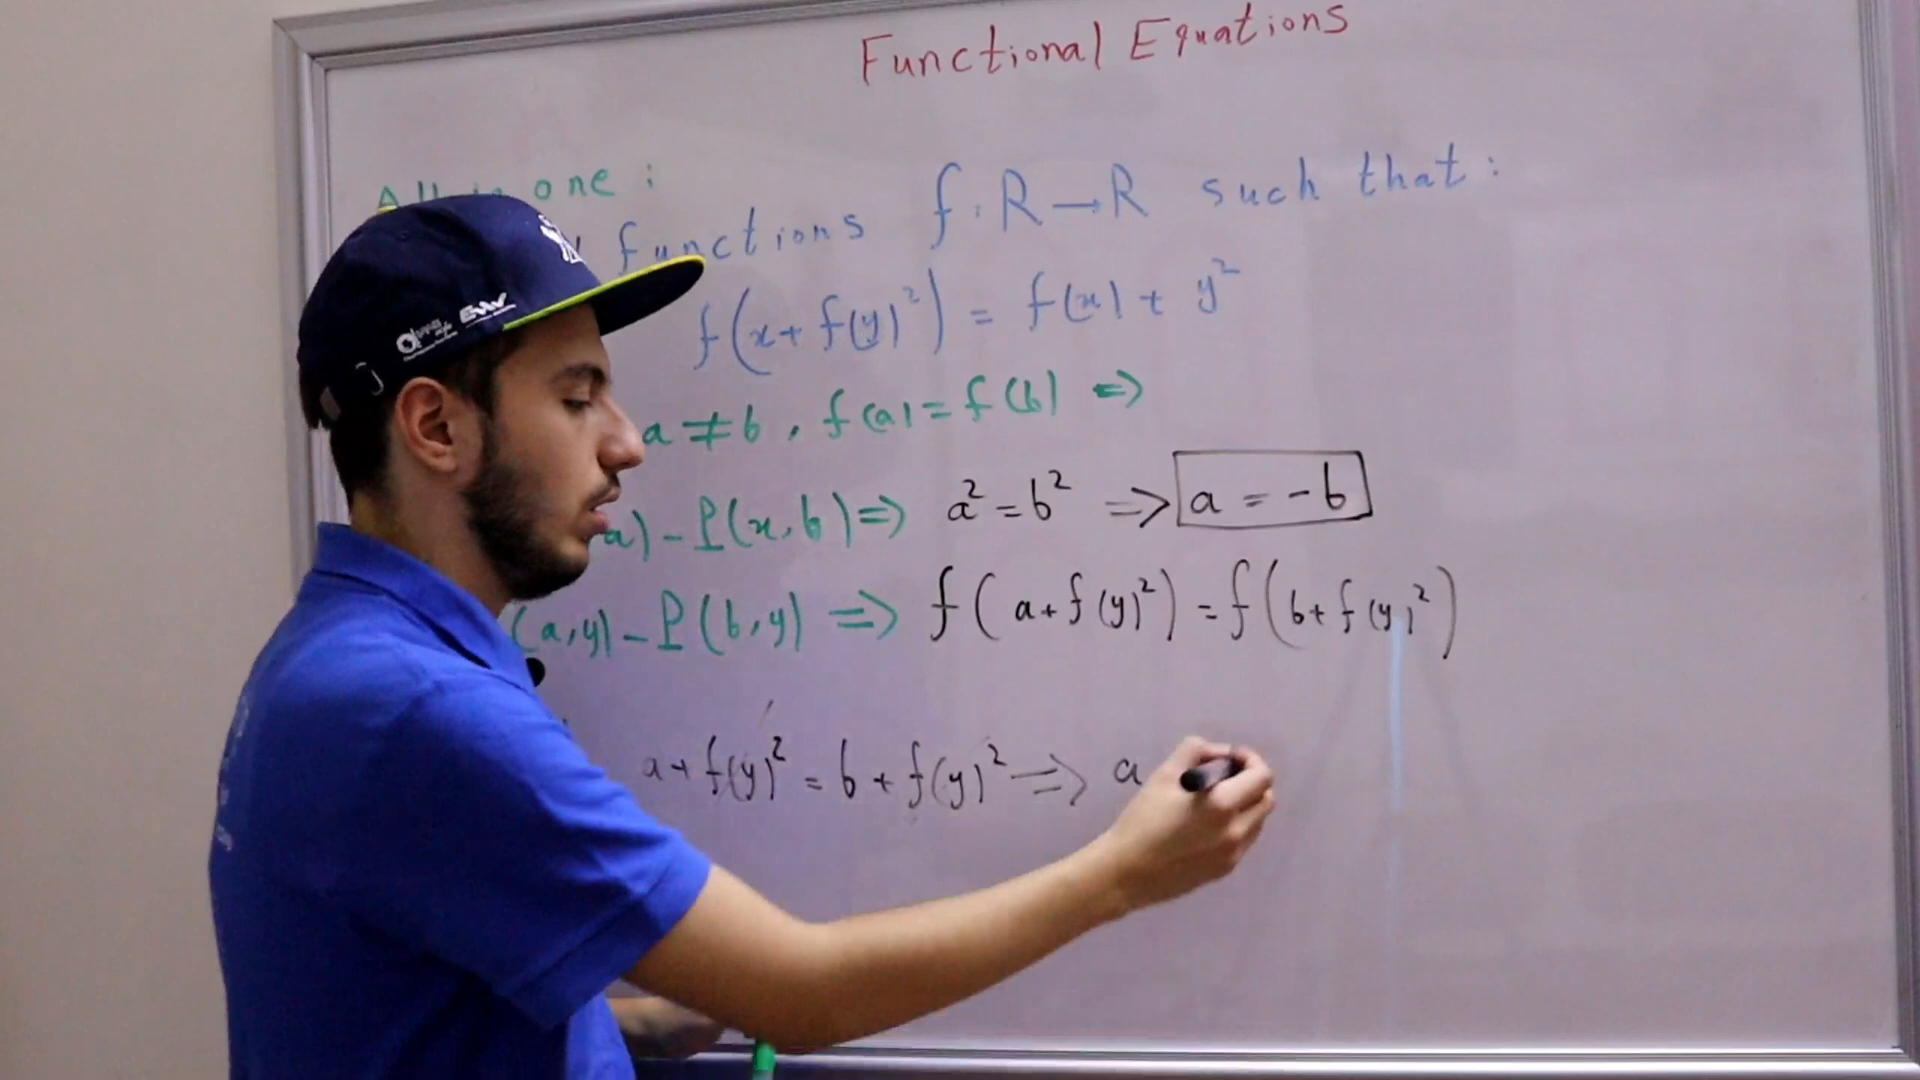 Functional Equations
one :
functions f : R → R such that :
f(x + f(y)²) = f(x) + y²
a ≠ b , f(a) = f(b) =>
a) - P(x, b) => a² = b² => a = -b
(a, y) - P(b, y) => f(a + f(y)²) = f(b + f(y)²)
a + f(y)² = b + f(y)² => a